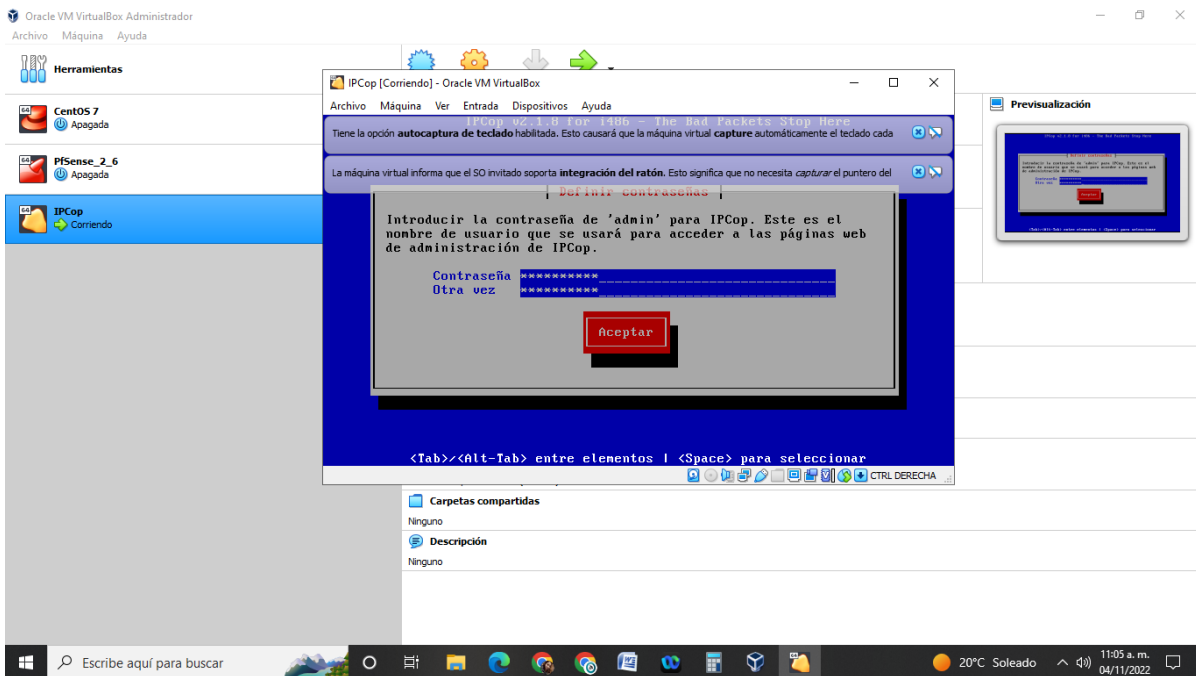 Oracle VM VirtualBox Administrador
Archivo Máquina Ayuda
Herramientas
CentOS 7
Apagada
PfSense_2_6
Apagada
IPCop
Corriendo
IPCop [Corriendo] - Oracle VM VirtualBox
Archivo Máquina Ver Entrada Dispositivos Ayuda
IPCop v2.1.8 for i486 - The Bad Packets Stop Here
Tiene la opción autocaptura de teclado habilitada. Esto causará que la máquina virtual capture automáticamente el teclado cada
La máquina virtual informa que el SO invitado soporta integración del ratón. Esto significa que no necesita capturar el puntero del
Definir contraseñas
Introducir la contraseña de 'admin' para IPCop. Este es el
nombre de usuario que se usará para acceder a las páginas web
de administración de IPCop.
Contraseña **********
Otra vez **********
Aceptar
<Tab>/<Alt-Tab> entre elementos | <Space> para seleccionar
CTRL DERECHA
Previsualización
Carpetas compartidas
Ninguno
Descripción
Ninguno
Escribe aquí para buscar
20°C Soleado
11:05 a. m.
04/11/2022